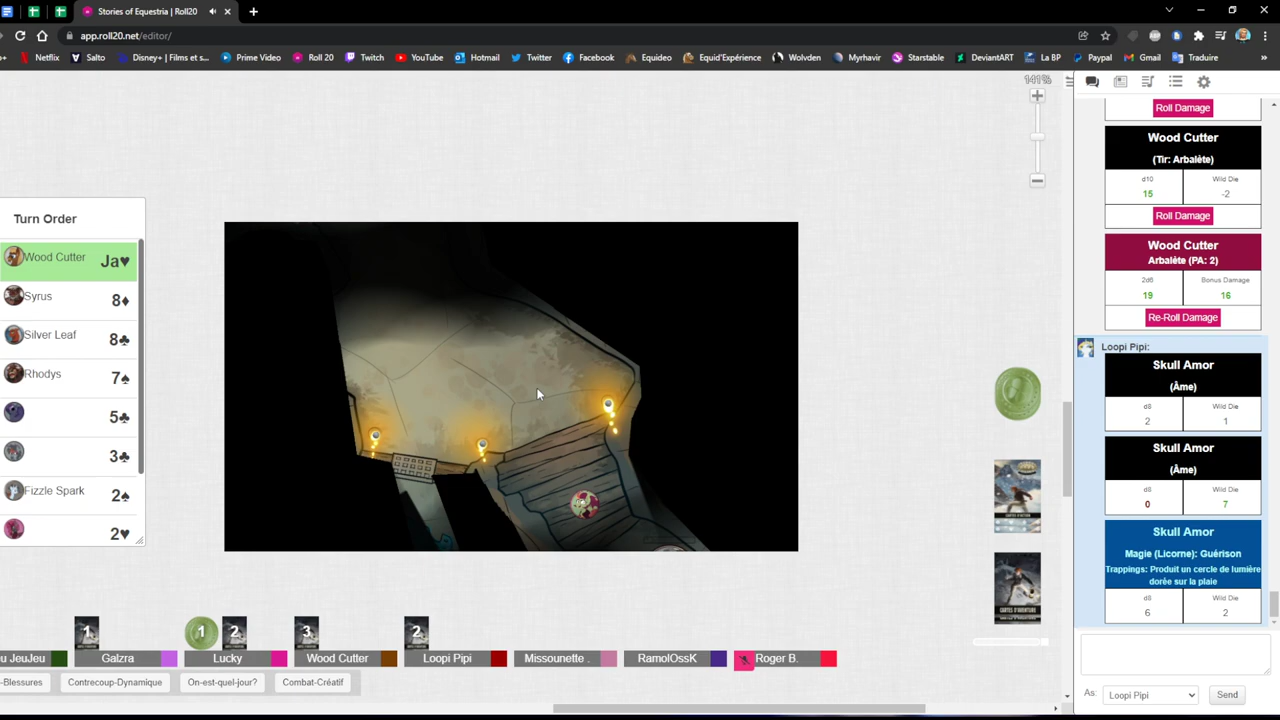 Stories of Equestria | Roll20
app.roll20.net/editor/
Netflix Salto Disney+ | Films et s... Prime Video Roll 20 Twitch YouTube Hotmail Twitter Facebook Equideo Equid'Expérience Wolvden Myrhavir Starstable DeviantART La BP Paypal Gmail Traduire »
141%
Turn Order
Wood Cutter Ja♥
Syrus 8♦
Silver Leaf 8♣
Rhodys 7♠
5♣
3♣
Fizzle Spark 2♠
2♥
Roll Damage
Wood Cutter
(Tir: Arbalète)
d10 Wild Die
15 -2
Roll Damage
Wood Cutter
Arbalète (PA: 2)
2d6 Bonus Damage
19 16
Re-Roll Damage
Loopi Pipi:
Skull Amor
(Âme)
d8 Wild Die
2 1
Skull Amor
(Âme)
d8 Wild Die
0 7
Skull Amor
Magie (Licorne): Guérison
Trappings: Produit un cercle de lumière
dorée sur la plaie
d8 Wild Die
6 2
1 1 2 3 2
u JeuJeu Galzra Lucky Wood Cutter Loopi Pipi Missounette . RamolOssK Roger B.
-Blessures Contrecoup-Dynamique On-est-quel-jour? Combat-Créatif
As: Loopi Pipi Send